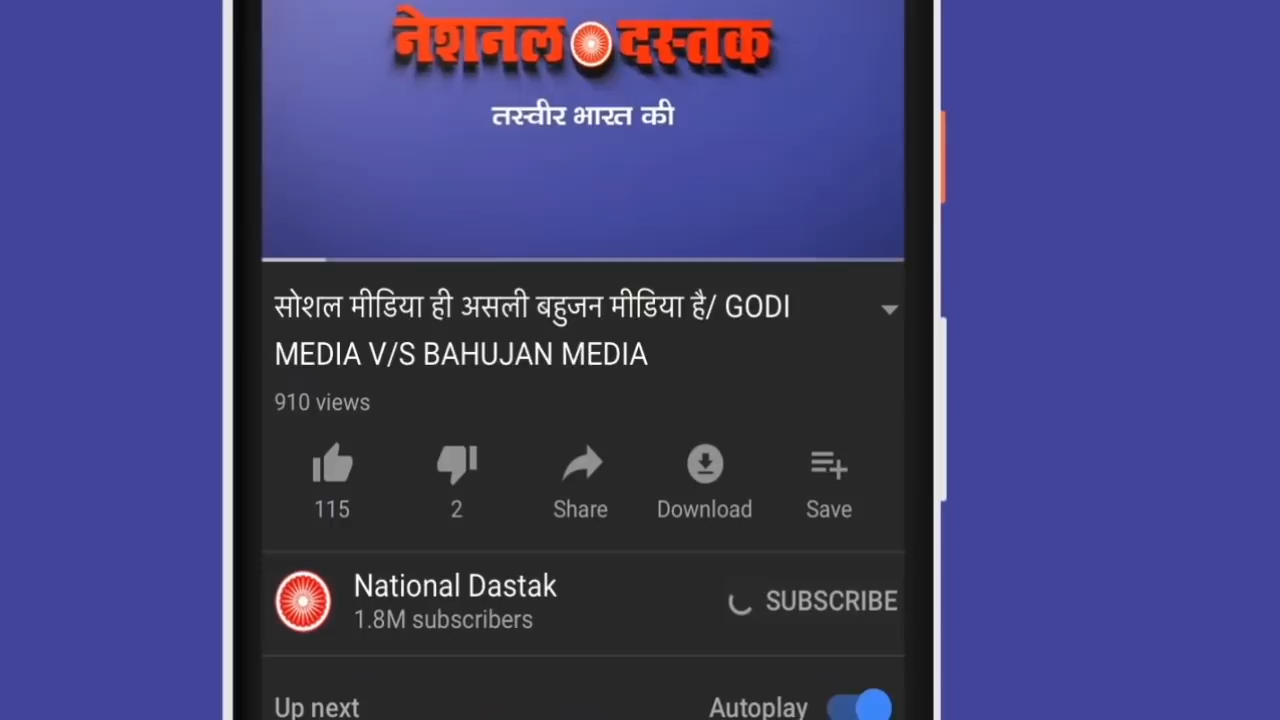 नेशनल दस्तक
तस्वीर भारत की
सोशल मीडिया ही असली बहुजन मीडिया है/ GODI
MEDIA V/S BAHUJAN MEDIA
910 views
115
2
Share
Download
Save
National Dastak
1.8M subscribers
SUBSCRIBE
Up next
Autoplay